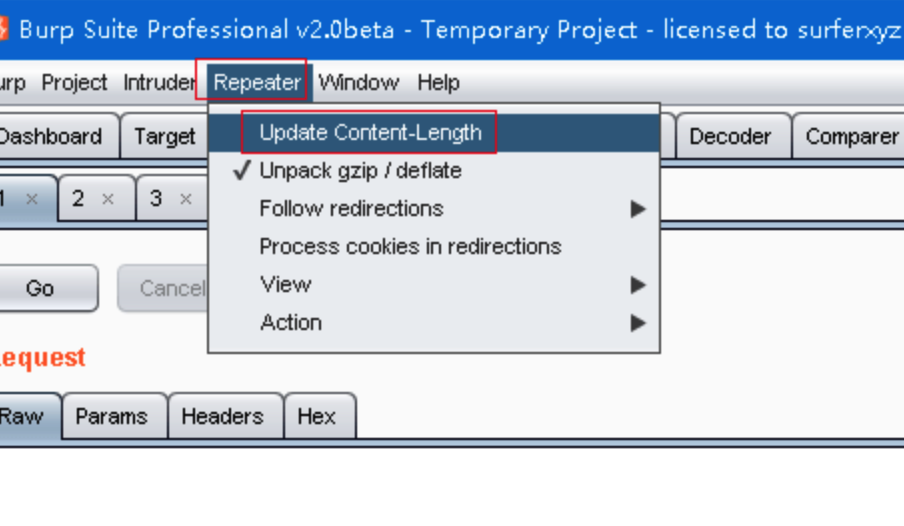 Burp Suite Professional v2.0beta - Temporary Project - licensed to surferxyz
urp Project Intruder Repeater Window Help
Dashboard Target Decoder Comparer
Update Content-Length
✓ Unpack gzip / deflate
1 × 2 × 3 ×
Follow redirections
Process cookies in redirections
Go Cancel
View
Action
equest
Raw Params Headers Hex